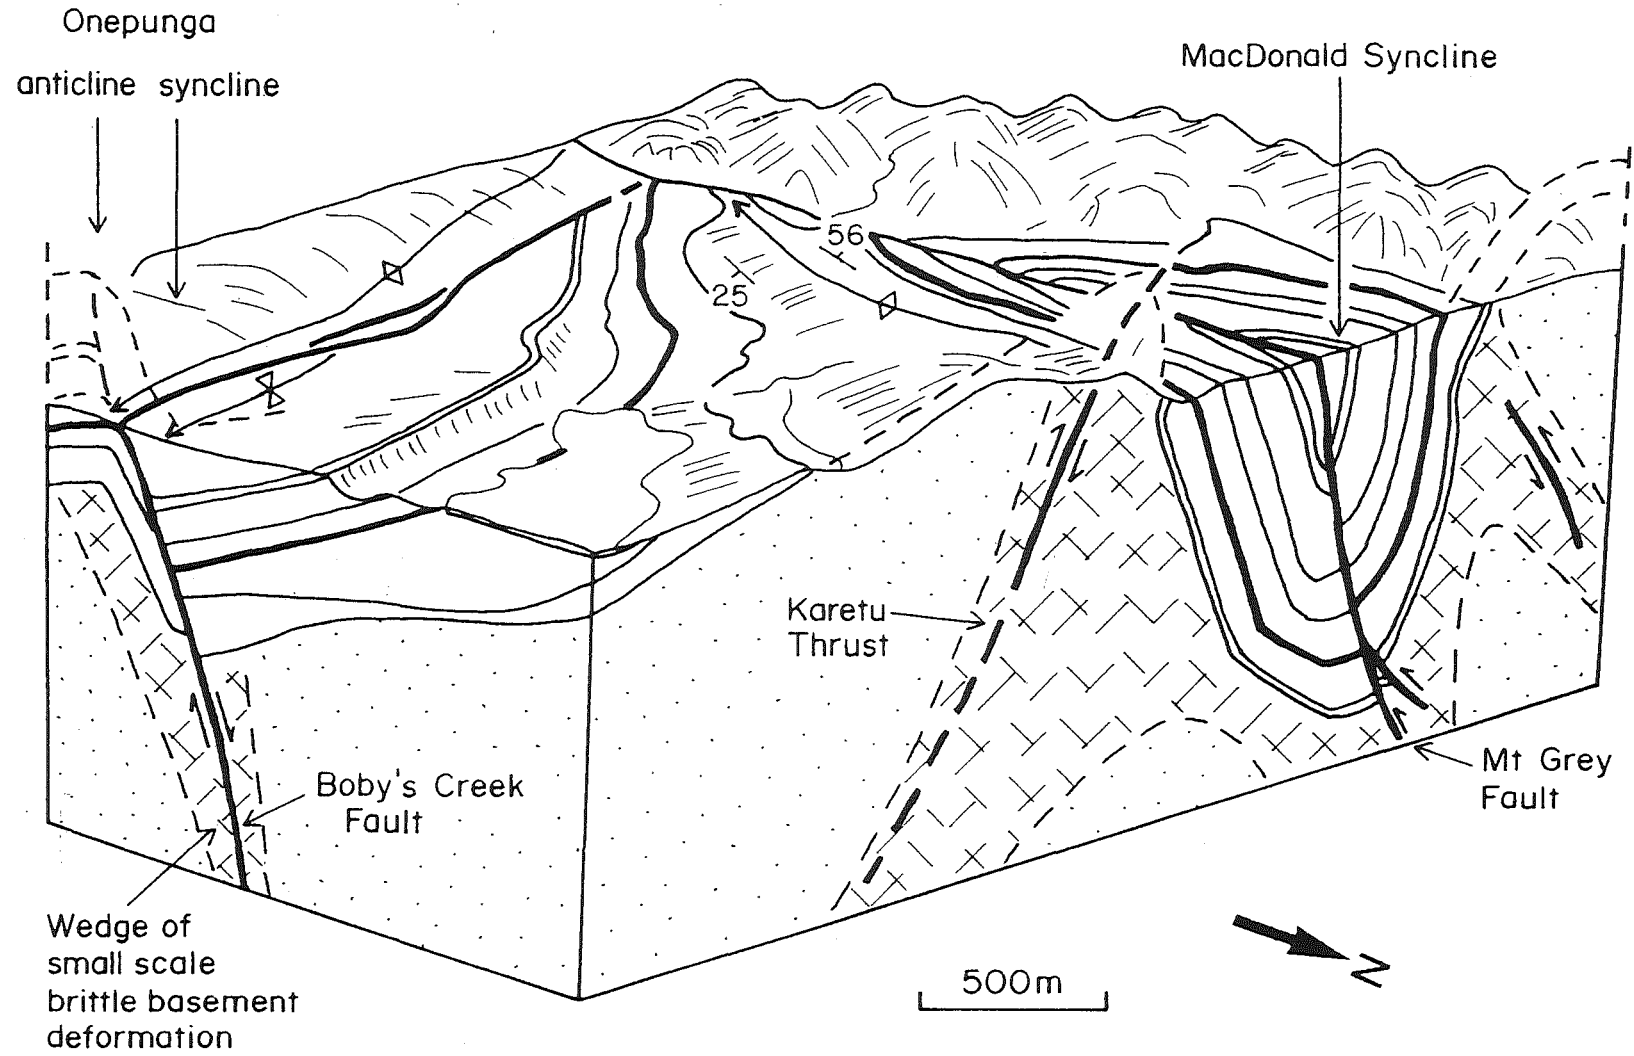 Onepunga
anticline syncline
MacDonald Syncline
56
25
Karetu
Thrust
Boby's Creek
Fault
Mt Grey
Fault
Wedge of
small scale
brittle basement
deformation
500m
N